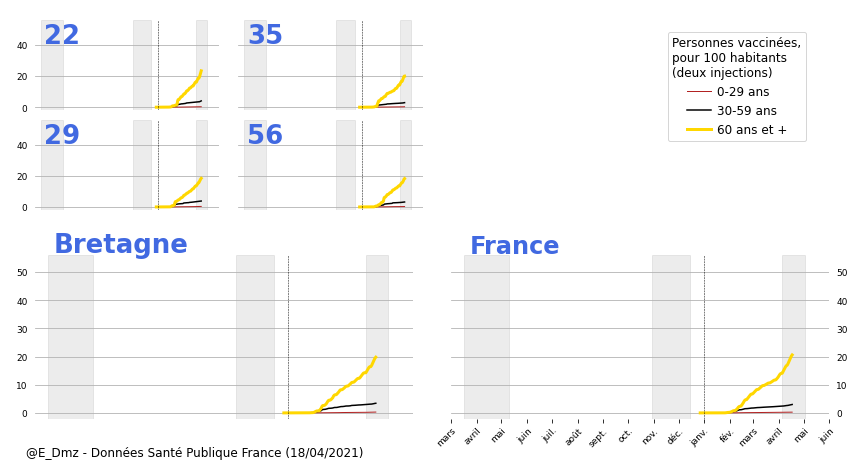 22
35
40
20
0
29
56
40
20
0
Personnes vaccinées,
pour 100 habitants
(deux injections)
0-29 ans
30-59 ans
60 ans et +
Bretagne
50
40
30
20
10
0
France
50
40
30
20
10
0
mars avril mai juin juil. août sept. oct. nov. déc. janv. fév. mars avril mai juin
@E_Dmz - Données Santé Publique France (18/04/2021)